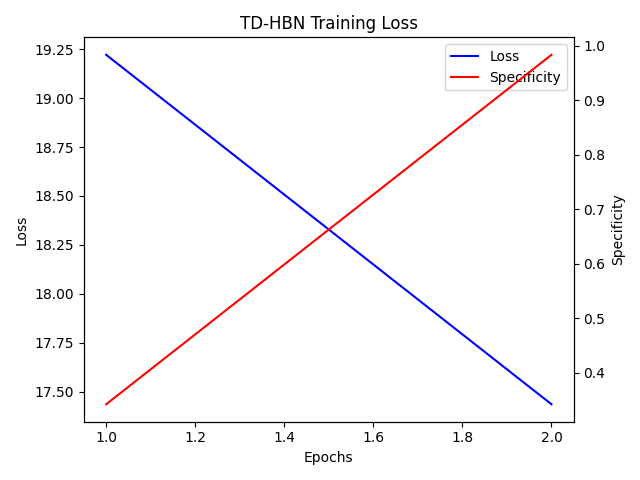 TD-HBN Training Loss
Loss
Specificity
19.25
19.00
18.75
18.50
18.25
18.00
17.75
17.50
Loss
1.0
0.9
0.8
0.7
0.6
0.5
0.4
Specificity
1.0 1.2 1.4 1.6 1.8 2.0
Epochs